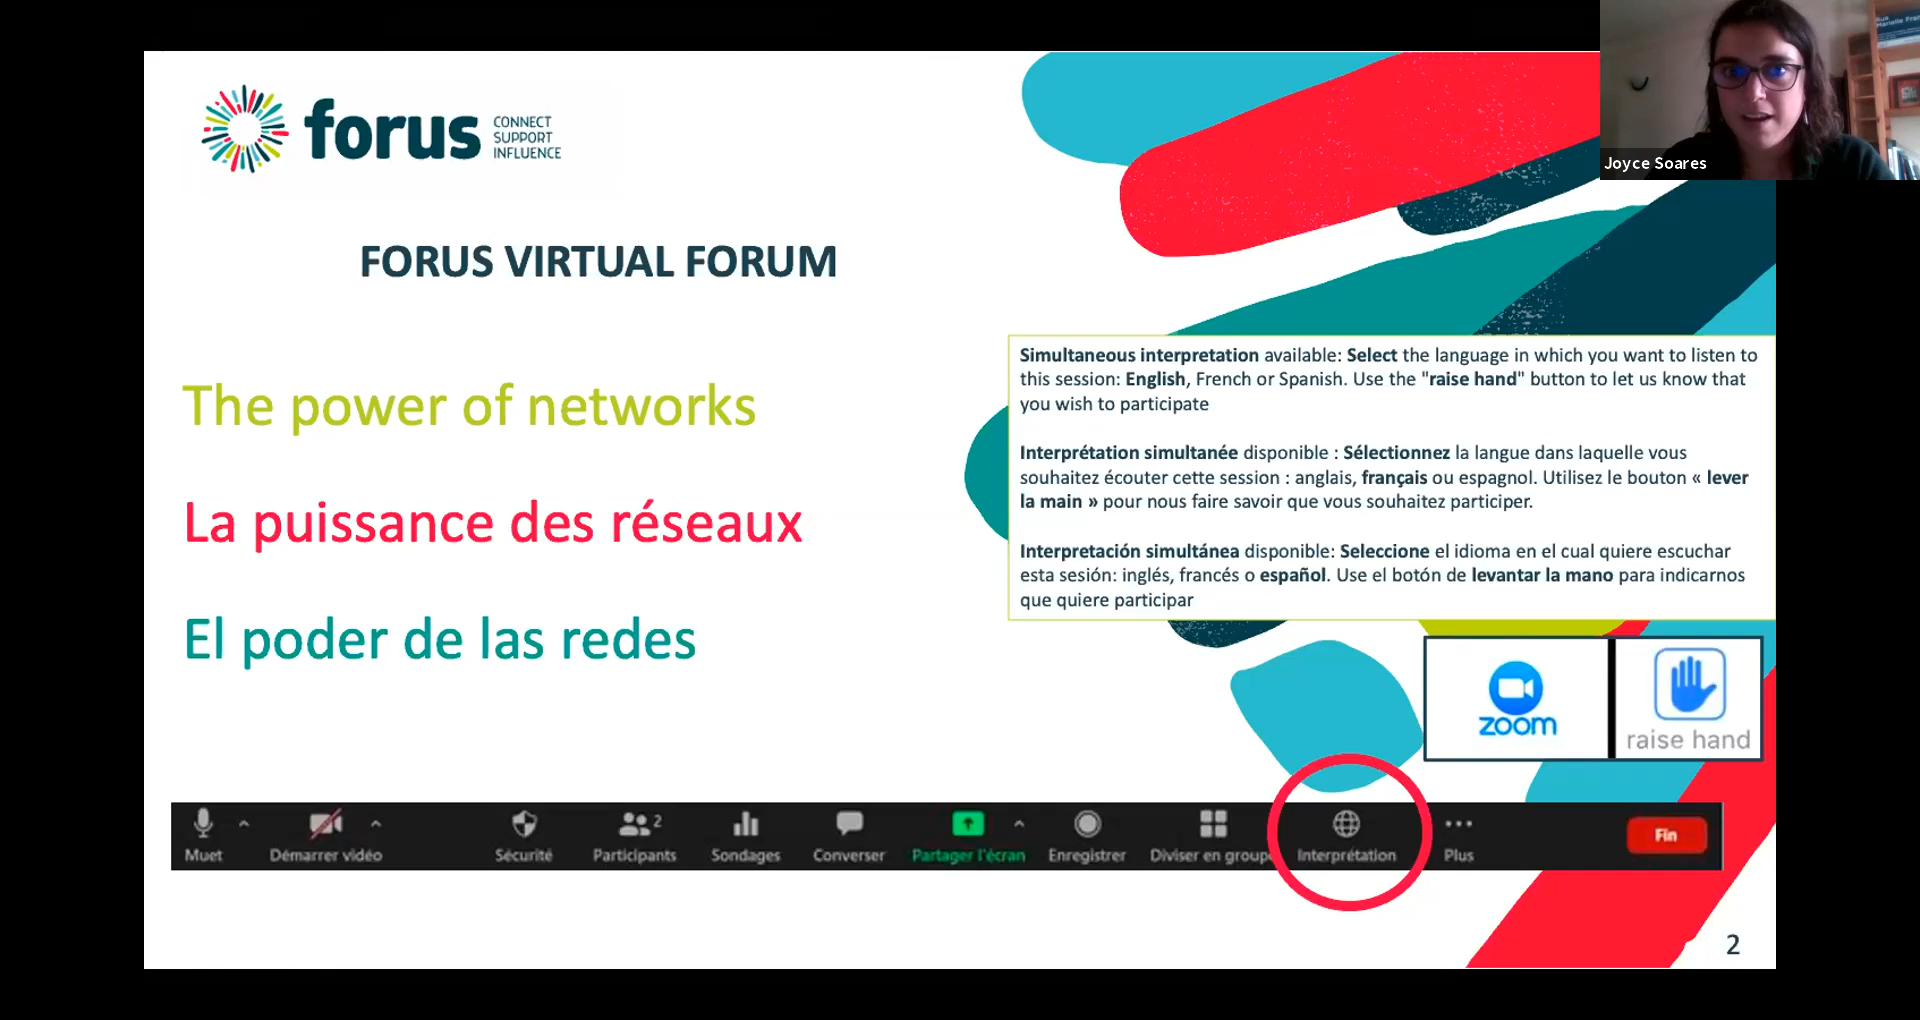 forus
CONNECT
SUPPORT
INFLUENCE
Joyce Soares
FORUS VIRTUAL FORUM
The power of networks
La puissance des réseaux
El poder de las redes
Simultaneous interpretation available: Select the language in which you want to listen to
this session: English, French or Spanish. Use the "raise hand" button to let us know that
you wish to participate
Interprétation simultanée disponible : Sélectionnez la langue dans laquelle vous
souhaitez écouter cette session : anglais, français ou espagnol. Utilisez le bouton « lever
la main » pour nous faire savoir que vous souhaitez participer.
Interpretación simultánea disponible: Seleccione el idioma en el cual quiere escuchar
esta sesión: inglés, francés o español. Use el botón de levantar la mano para indicarnos
que quiere participar
zoom
raise hand
2
Muet
Démarrer vidéo
Sécurité
Participants
Sondages
Converser
Partager l'écran
Enregistrer
Diviser en groupe
Interprétation
Plus
Fin
2